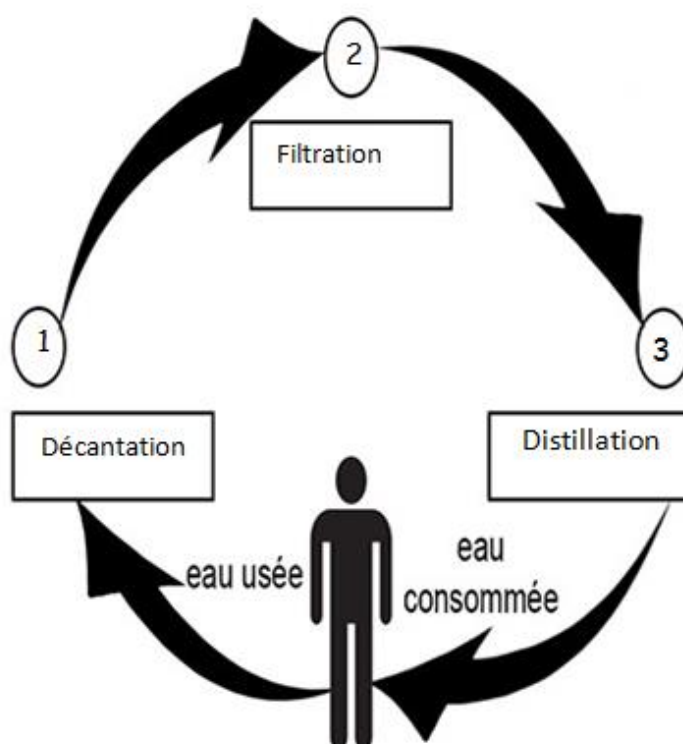 2
Filtration
1
3
Décantation
Distillation
eau usée
eau
consommée